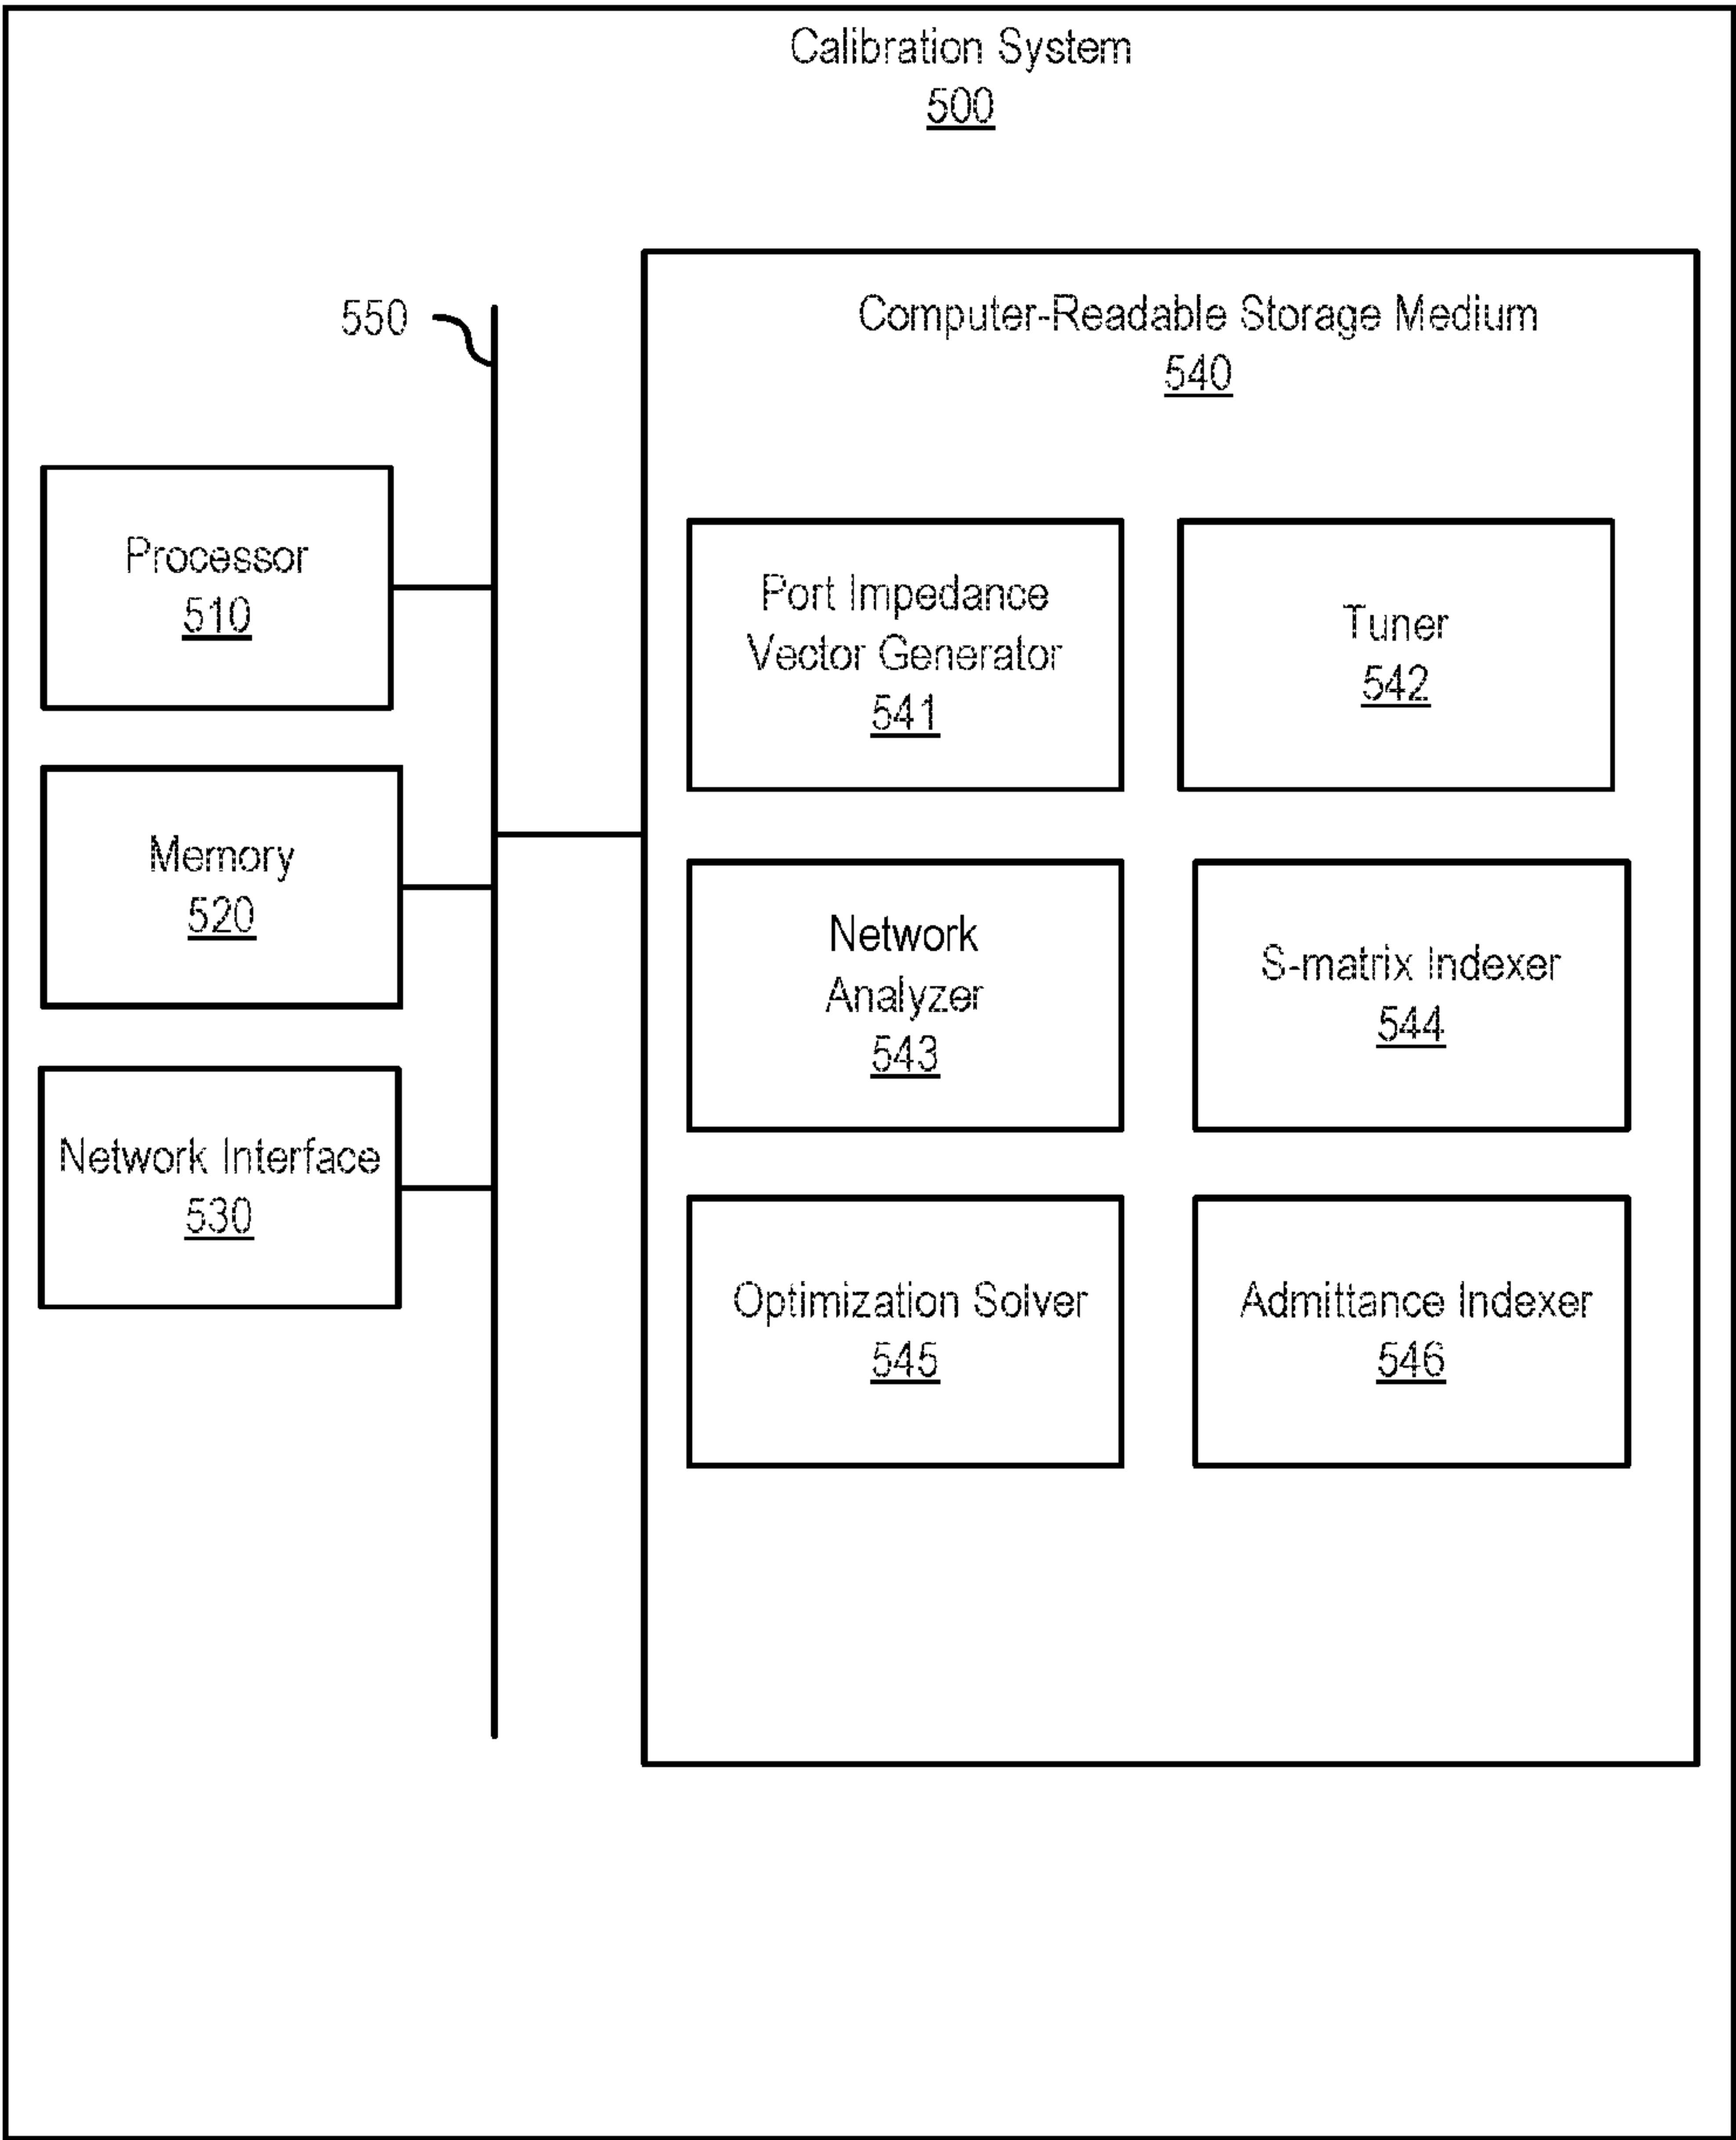 Calibration System
500
550
Computer-Readable Storage Medium
540
Processor
510
Memory
520
Network Interface
530
Port Impedance
Vector Generator
541
Tuner
542
Network
Analyzer
543
S-matrix Indexer
544
Optimization Solver
545
Admittance Indexer
546